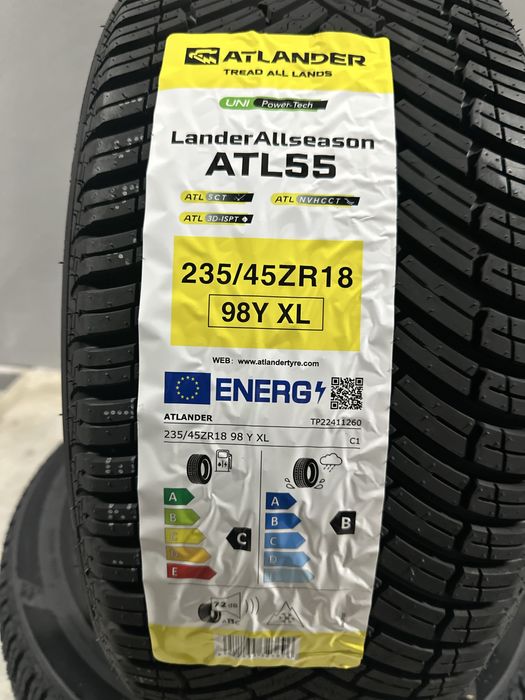 ATLANDER
TREAD ALL LANDS
UNI Power-Tech
LanderAllseason
ATL55
ATL SCT ATL NVHCCT
ATL 3D-ISPT
235/45ZR18
98Y XL
WEB: www.atlandertyre.com
ENERG
ATLANDER TP22411260
235/45ZR18 98 Y XL C1
A A
B B B
C C C
D
E
72 dB